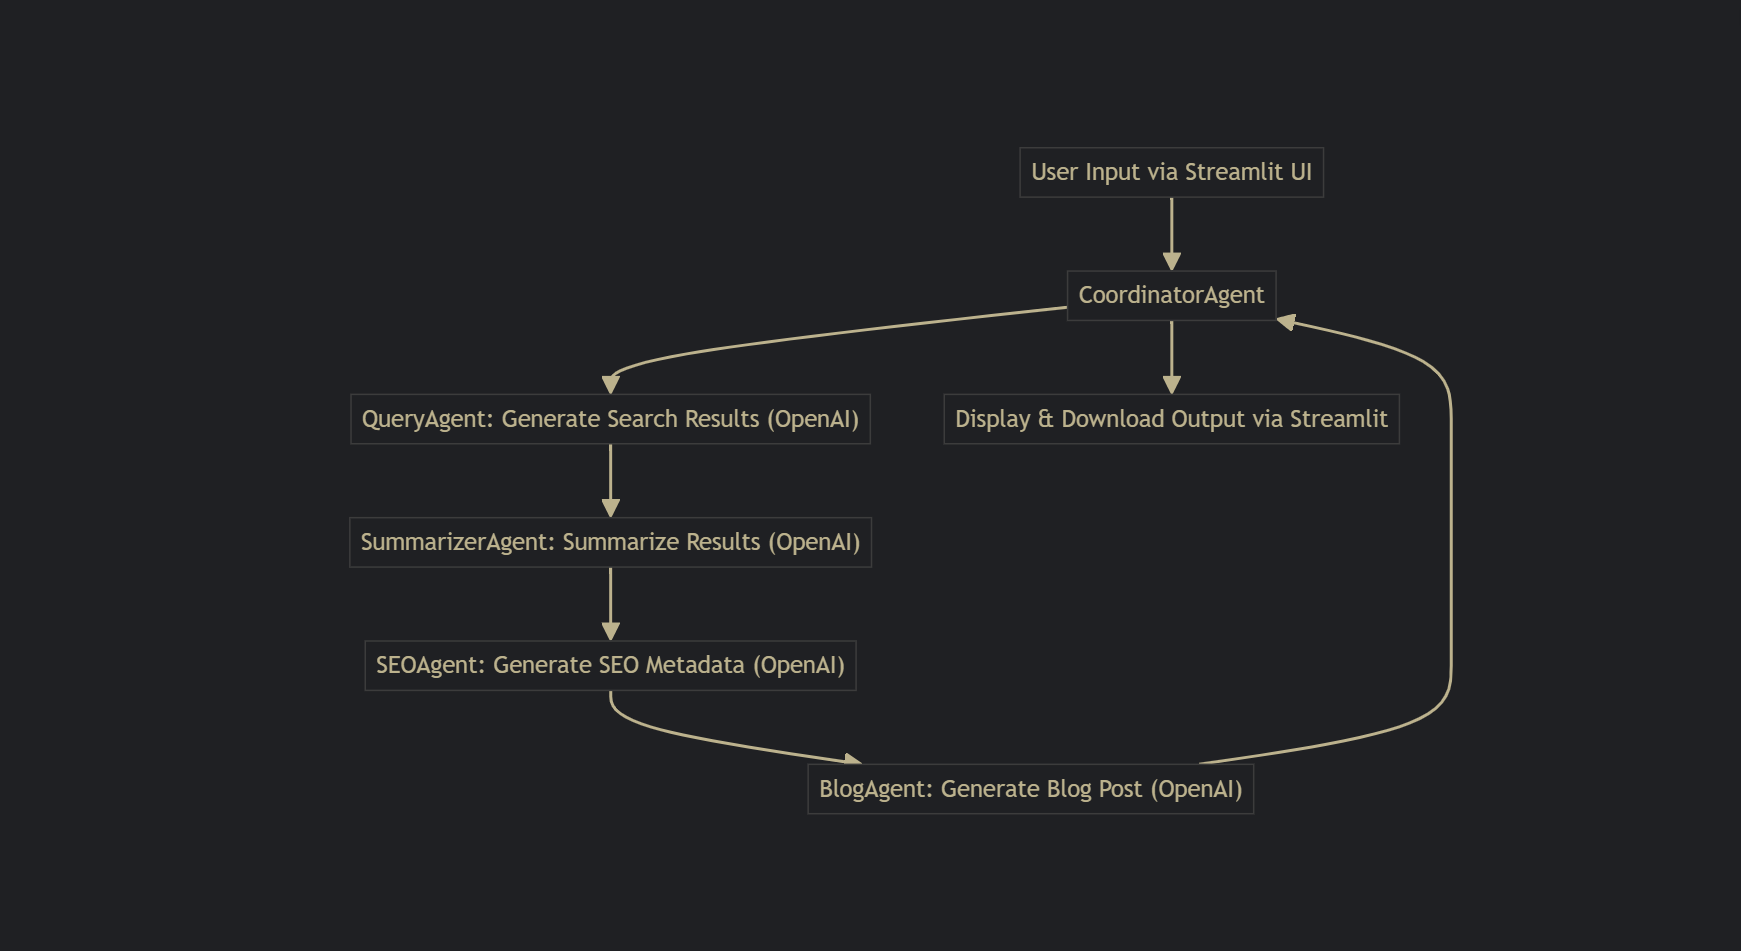 User Input via Streamlit UI
CoordinatorAgent
QueryAgent: Generate Search Results (OpenAI)
Display & Download Output via Streamlit
SummarizerAgent: Summarize Results (OpenAI)
SEOAgent: Generate SEO Metadata (OpenAI)
BlogAgent: Generate Blog Post (OpenAI)